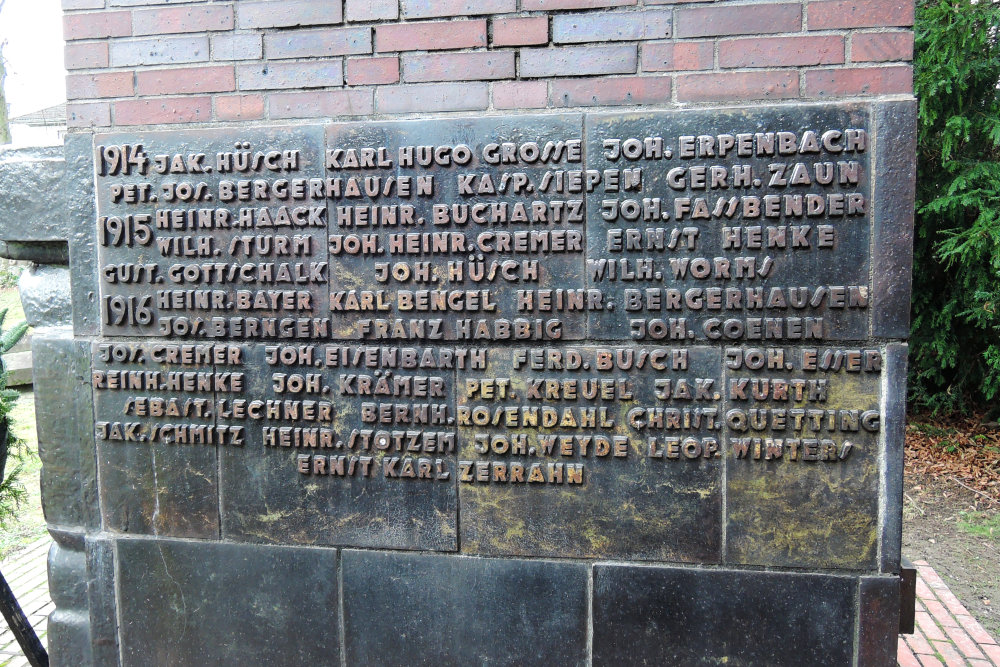 1914 JAK. HÜSCH KARL HUGO GROSSE JOH. ERPENBACH
PET. JOS. BERGERHAUSEN KASP. SIEPEN GERH. ZAUN
1915 HEINR. HAACK HEINR. BUCHARTZ JOH. FASSBENDER
WILH. STURM JOH. HEINR. CREMER ERNST HENKE
GUST. GOTTSCHALK JOH. HÜSCH WILH. WORMS
1916 HEINR. BAYER KARL BENGEL HEINR. BERGERHAUSEN
JOS. BERNGEN FRANZ HABBIG JOH. COENEN
JOS. CREMER JOH. EISENBARTH FERD. BUSCH JOH. ESSER
REINH. HENKE JOH. KRÄMER PET. KREUEL JAK. KURTH
SEBAST. LECHNER BERNH. ROSENDAHL CHRIST. QUETTING
JAK. SCHMITZ HEINR. STOTZEM JOH. WEYDE LEOP. WINTERS
ERNST KARL ZERRAHN